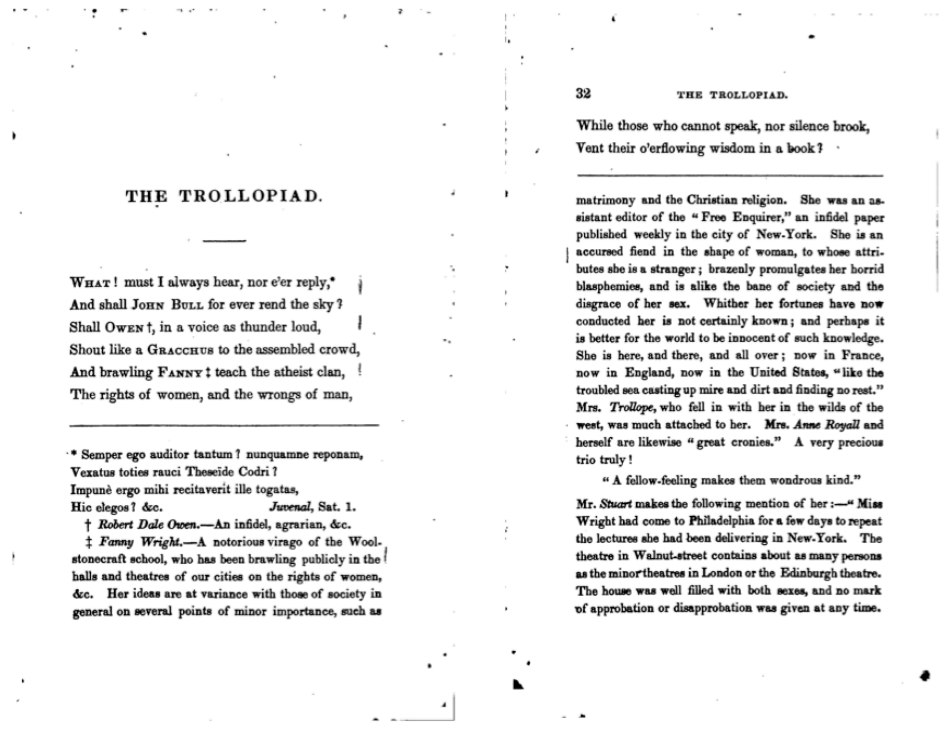 THE TROLLOPIAD.
WHAT! must I always hear, nor e'er reply,*
And shall JOHN BULL for ever rend the sky?
Shall OWEN †, in a voice as thunder loud,
Shout like a GRACCHUS to the assembled crowd,
And brawling FANNY ‡ teach the atheist clan,
The rights of women, and the wrongs of man,
* Semper ego auditor tantum? nunquamne reponam,
Vexatus toties rauci Theseïde Codri?
Impunè ergo mihi recitaverit ille togatas,
Hic elegos? &c. Juvenal, Sat. 1.
† Robert Dale Owen.—An infidel, agrarian, &c.
‡ Fanny Wright.—A notorious virago of the Wool-
stonecraft school, who has been brawling publicly in the
halls and theatres of our cities on the rights of women,
&c. Her ideas are at variance with those of society in
general on several points of minor importance, such as
32 THE TROLLOPIAD.
While those who cannot speak, nor silence brook,
Vent their o'erflowing wisdom in a book?
matrimony and the Christian religion. She was an as-
sistant editor of the "Free Enquirer," an infidel paper
published weekly in the city of New-York. She is an
accursed fiend in the shape of woman, to whose attri-
butes she is a stranger; brazenly promulgates her horrid
blasphemies, and is alike the bane of society and the
disgrace of her sex. Whither her fortunes have now
conducted her is not certainly known; and perhaps it
is better for the world to be innocent of such knowledge.
She is here, and there, and all over; now in France,
now in England, now in the United States, "like the
troubled sea casting up mire and dirt and finding no rest."
Mrs. Trollope, who fell in with her in the wilds of the
west, was much attached to her. Mrs. Anne Royall and
herself are likewise "great cronies." A very precious
trio truly!
"A fellow-feeling makes them wondrous kind."
Mr. Stuart makes the following mention of her:—"Miss
Wright had come to Philadelphia for a few days to repeat
the lectures she had been delivering in New-York. The
theatre in Walnut-street contains about as many persons
as the minor theatres in London or the Edinburgh theatre.
The house was well filled with both sexes, and no mark
of approbation or disapprobation was given at any time.